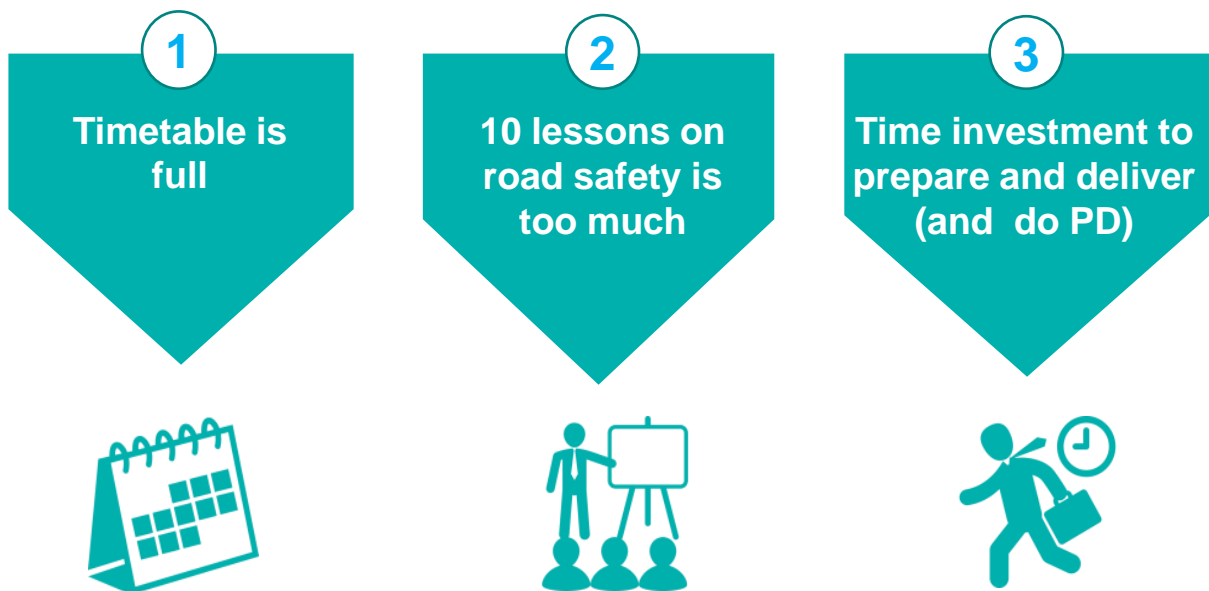 1
Timetable is
full
2
10 lessons on
road safety is
too much
3
Time investment to
prepare and deliver
(and  do PD)